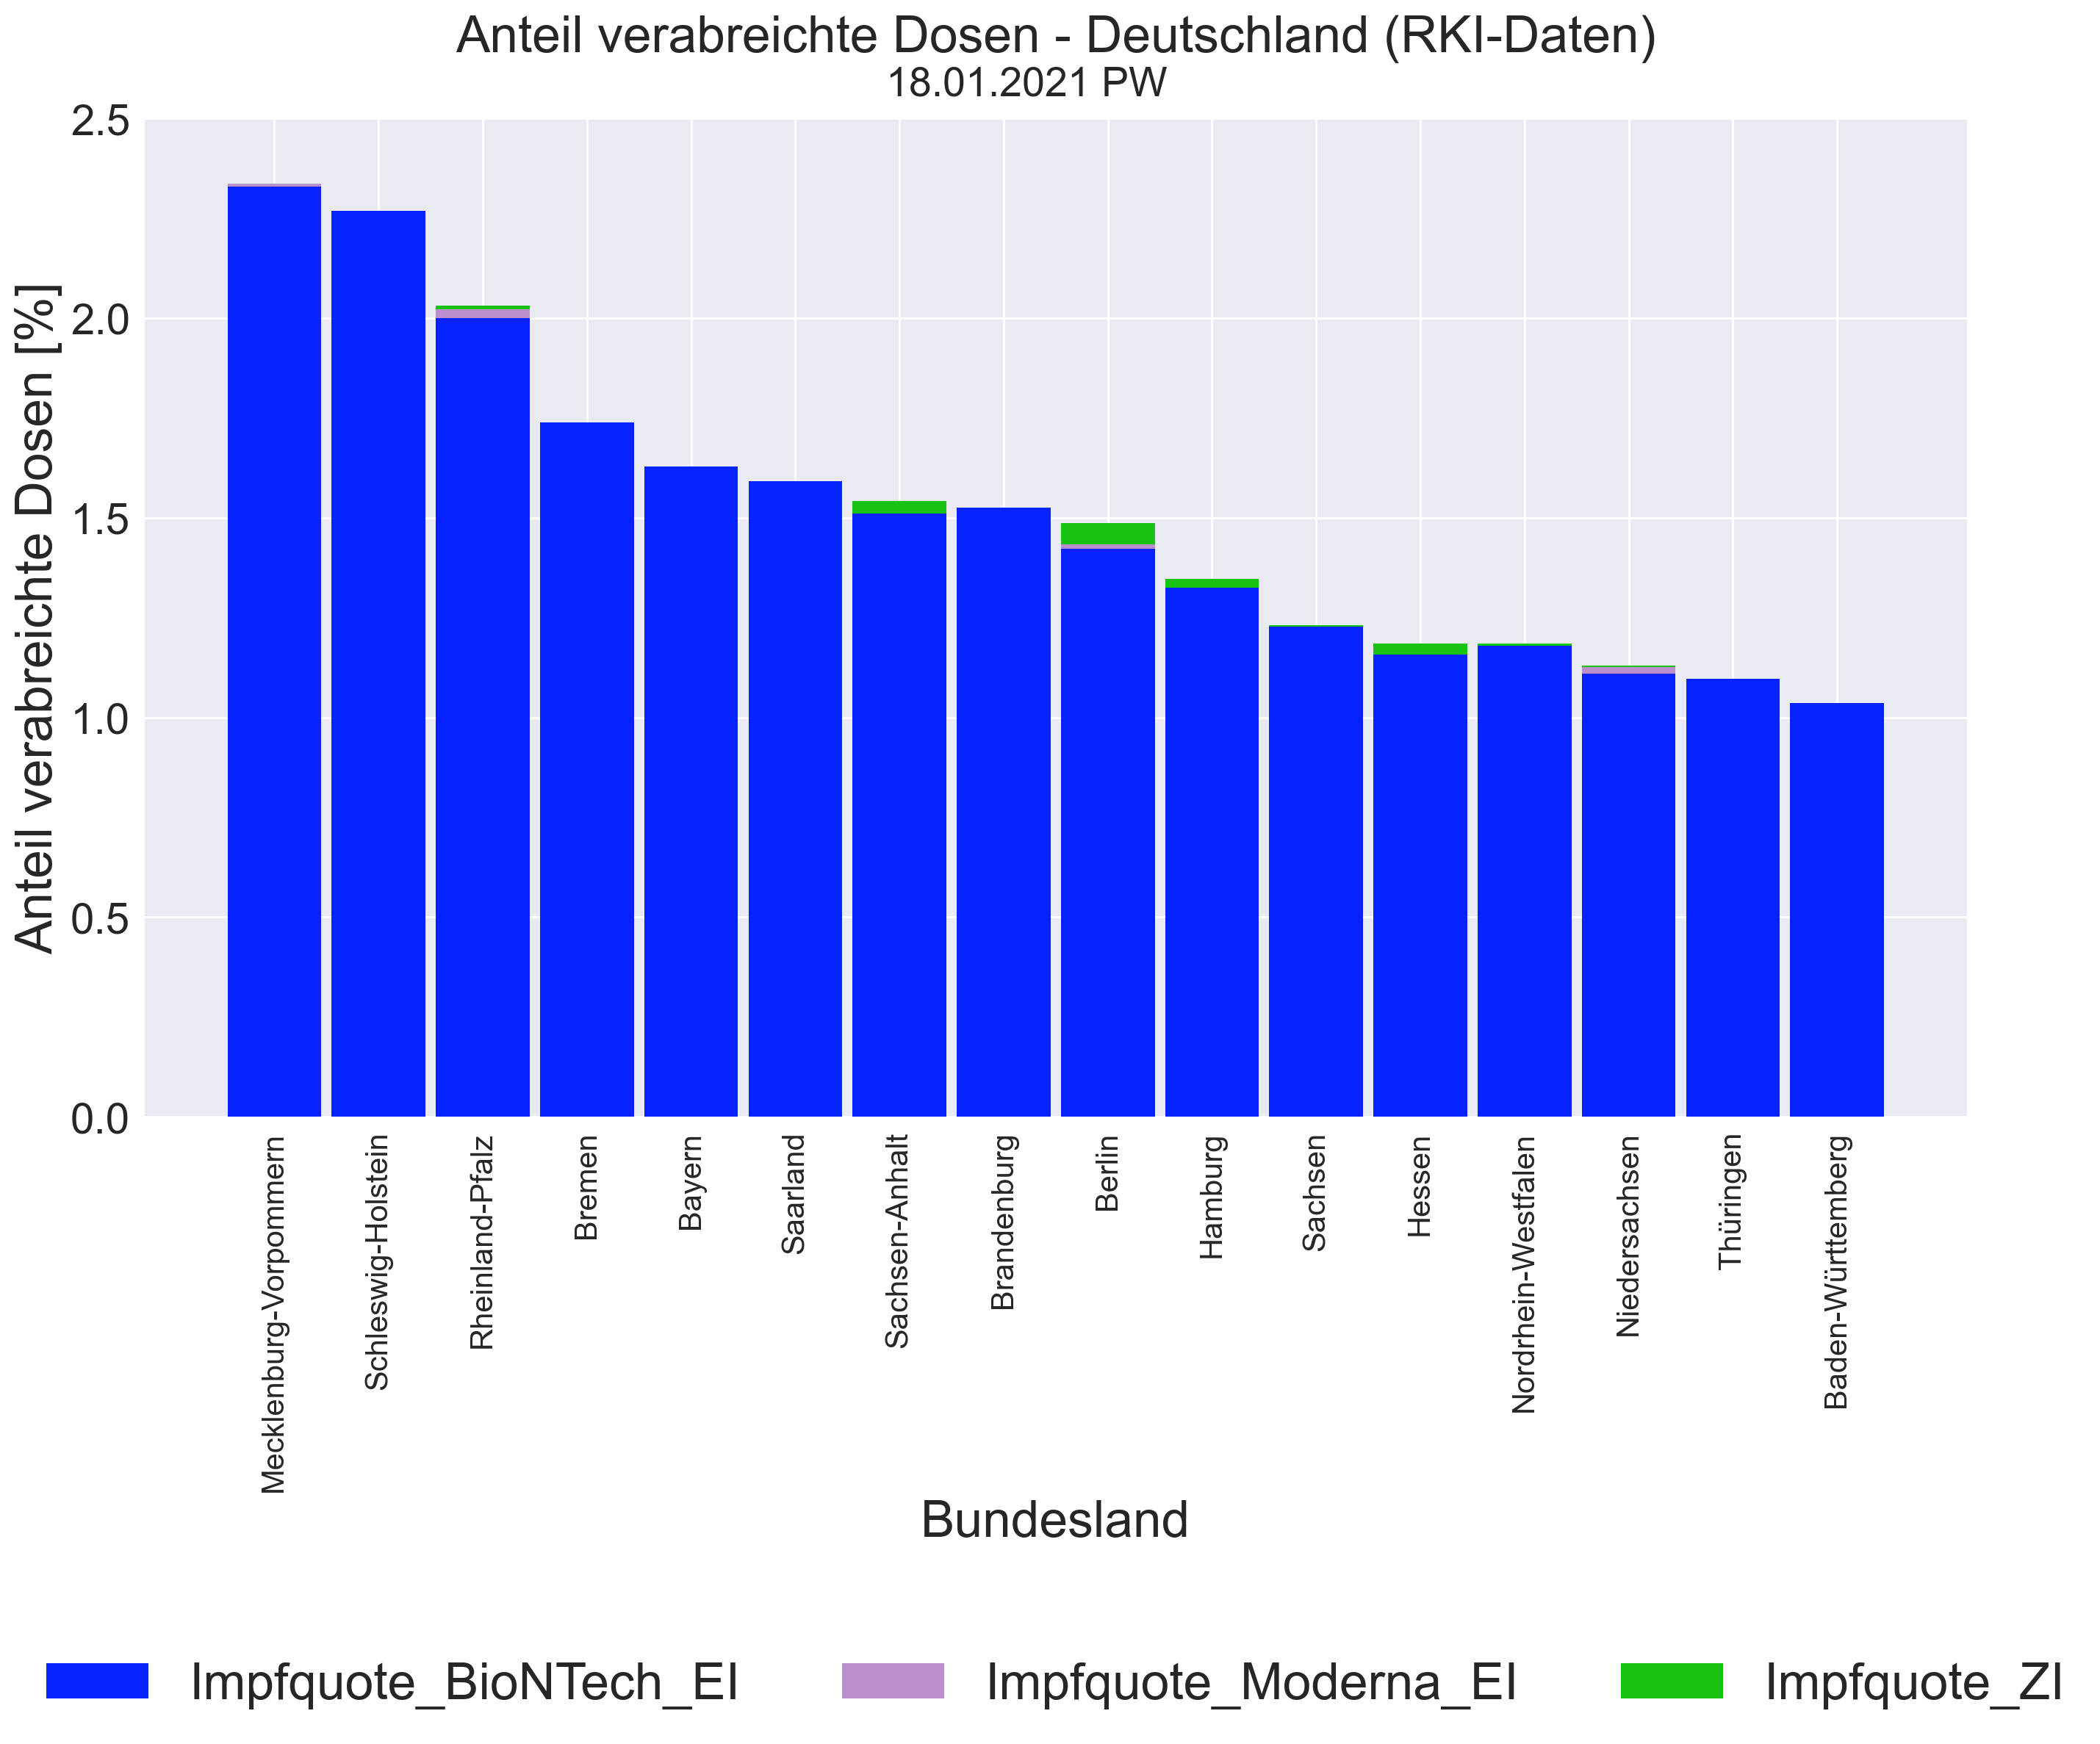 Anteil verabreichte Dosen - Deutschland (RKI-Daten)
18.01.2021 PW
Anteil verabreichte Dosen [%]
2.5
2.0
1.5
1.0
0.5
0.0
Mecklenburg-Vorpommern
Schleswig-Holstein
Rheinland-Pfalz
Bremen
Bayern
Saarland
Sachsen-Anhalt
Brandenburg
Berlin
Hamburg
Sachsen
Hessen
Nordrhein-Westfalen
Niedersachsen
Thüringen
Baden-Württemberg
Bundesland
Impfquote_BioNTech_EI
Impfquote_Moderna_EI
Impfquote_ZI